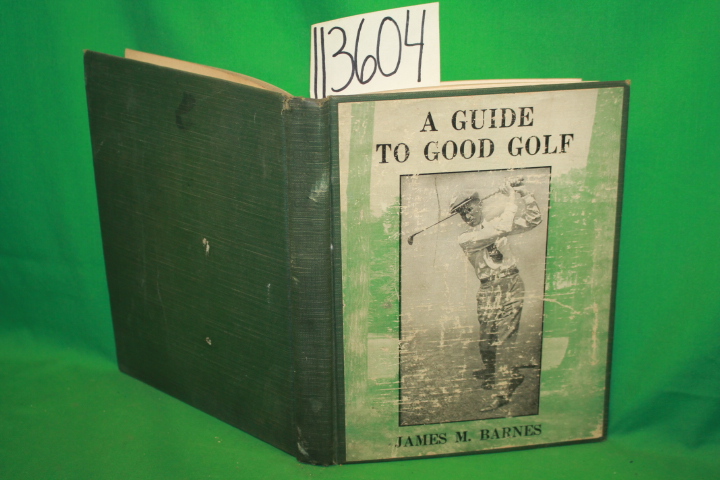 113604
A GUIDE
TO GOOD GOLF
JAMES M. BARNES